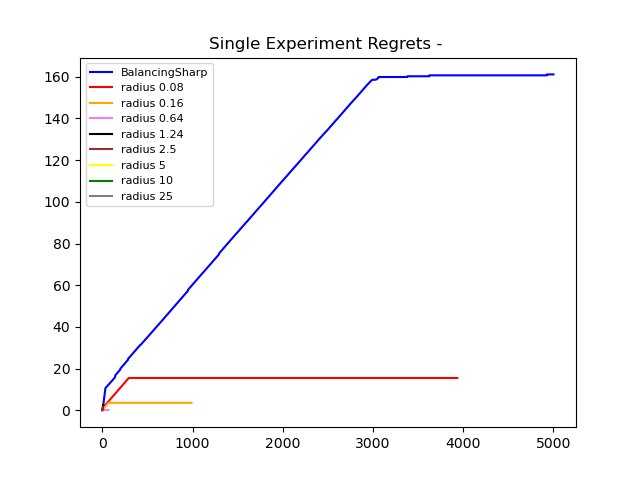 Single Experiment Regrets -
BalancingSharp
radius 0.08
radius 0.16
radius 0.64
radius 1.24
radius 2.5
radius 5
radius 10
radius 25
160
140
120
100
80
60
40
20
0
0 1000 2000 3000 4000 5000